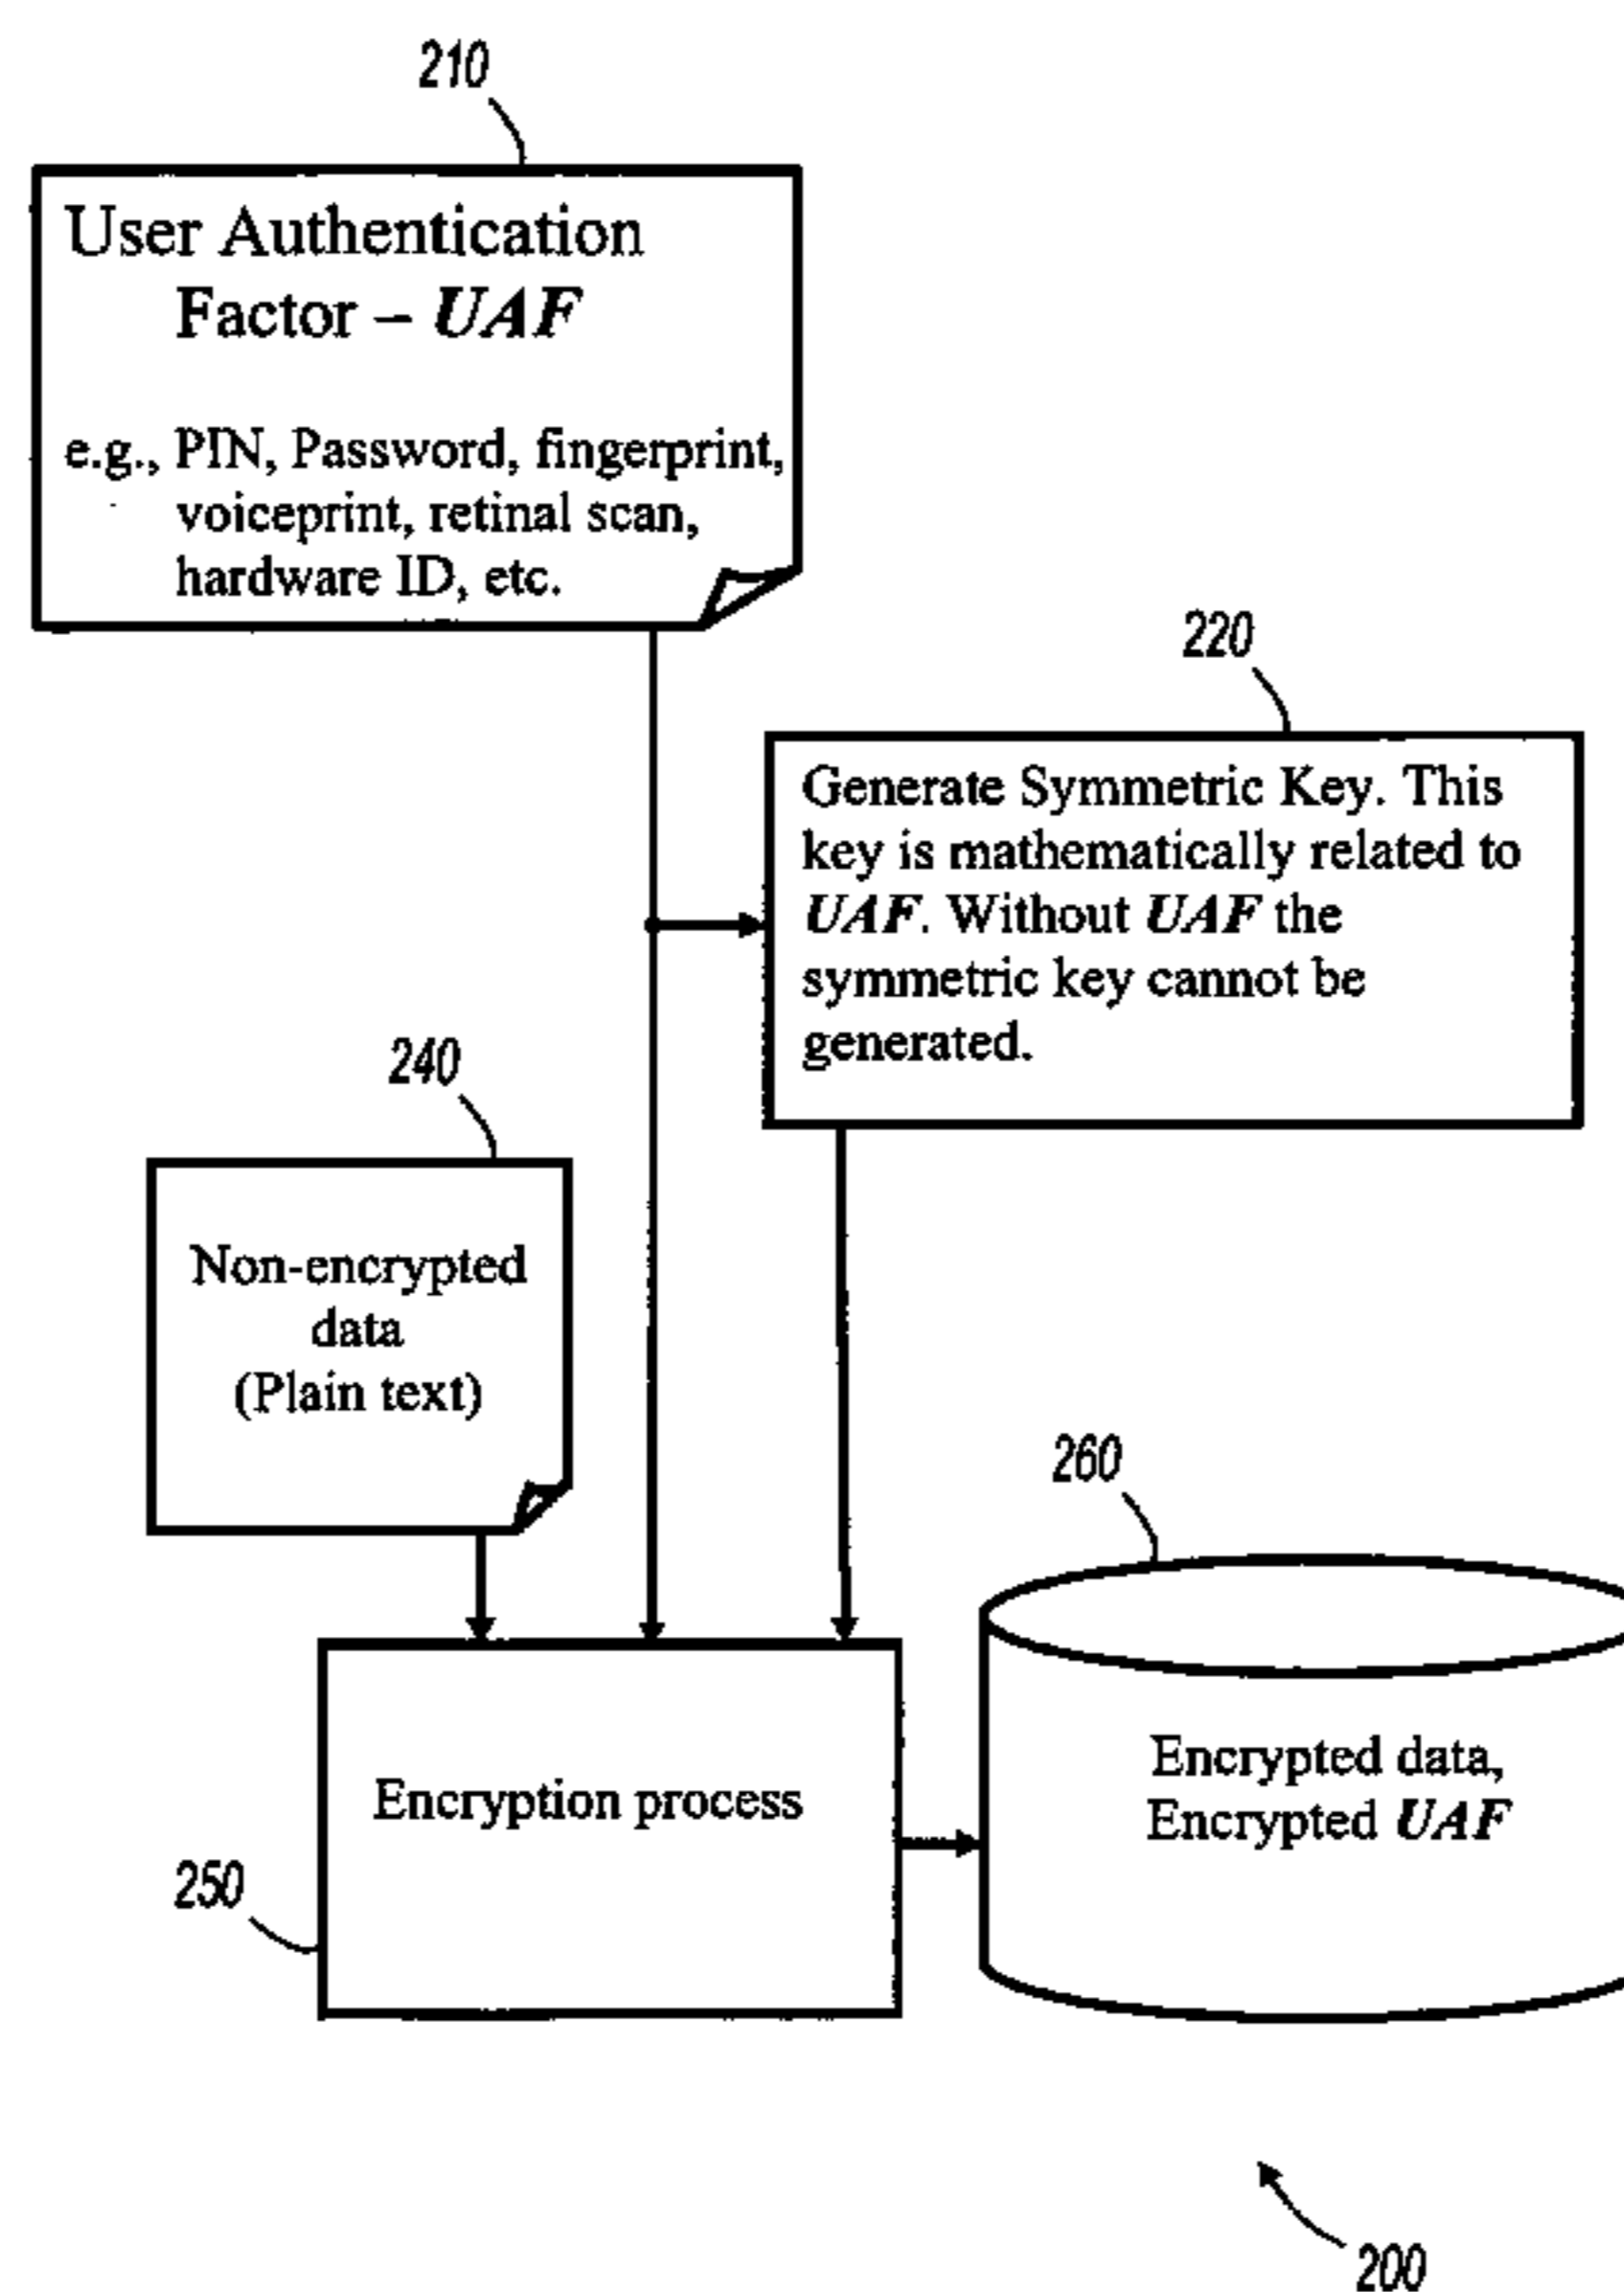 210
User Authentication
Factor – UAF
e.g., PIN, Password, fingerprint,
voiceprint, retinal scan,
hardware ID, etc.
220
Generate Symmetric Key. This
key is mathematically related to
UAF. Without UAF the
symmetric key cannot be
generated.
240
Non-encrypted
data
(Plain text)
260
Encrypted data,
Encrypted UAF
Encryption process
250
200